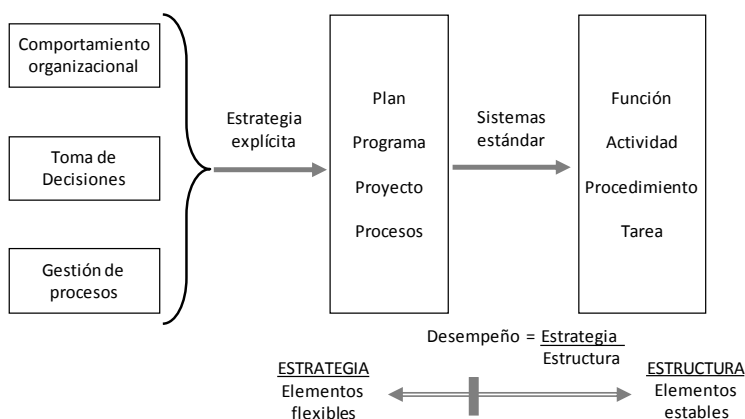 Comportamiento
organizacional
Toma de
Decisiones
Gestión de
procesos
Estrategia
explícita
Plan
Programa
Proyecto
Procesos
Sistemas
estándar
Función
Actividad
Procedimiento
Tarea
Desempeño = Estrategia
Estructura
ESTRATEGIA
Elementos
flexibles
ESTRUCTURA
Elementos
estables